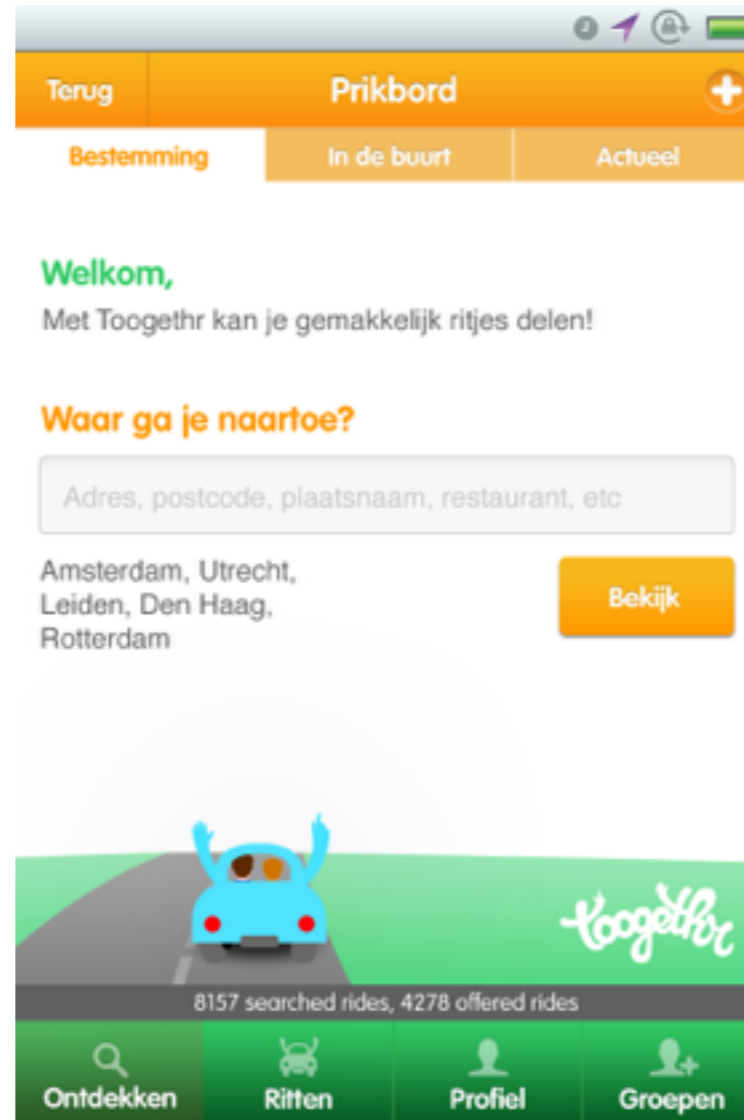 Terug Prikbord
Bestemming In de buurt Actueel
Welkom,
Met Toogethr kan je gemakkelijk ritjes delen!
Waar ga je naartoe?
Adres, postcode, plaatsnaam, restaurant, etc
Amsterdam, Utrecht,
Leiden, Den Haag,
Rotterdam
Bekijk
toogethr
8157 searched rides, 4278 offered rides
Ontdekken Ritten Profiel Groepen